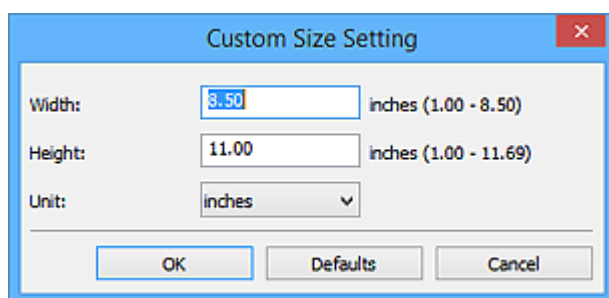 Custom Size Setting
Width: 8.50 inches (1.00 - 8.50)
Height: 11.00 inches (1.00 - 11.69)
Unit: inches
OK Defaults Cancel